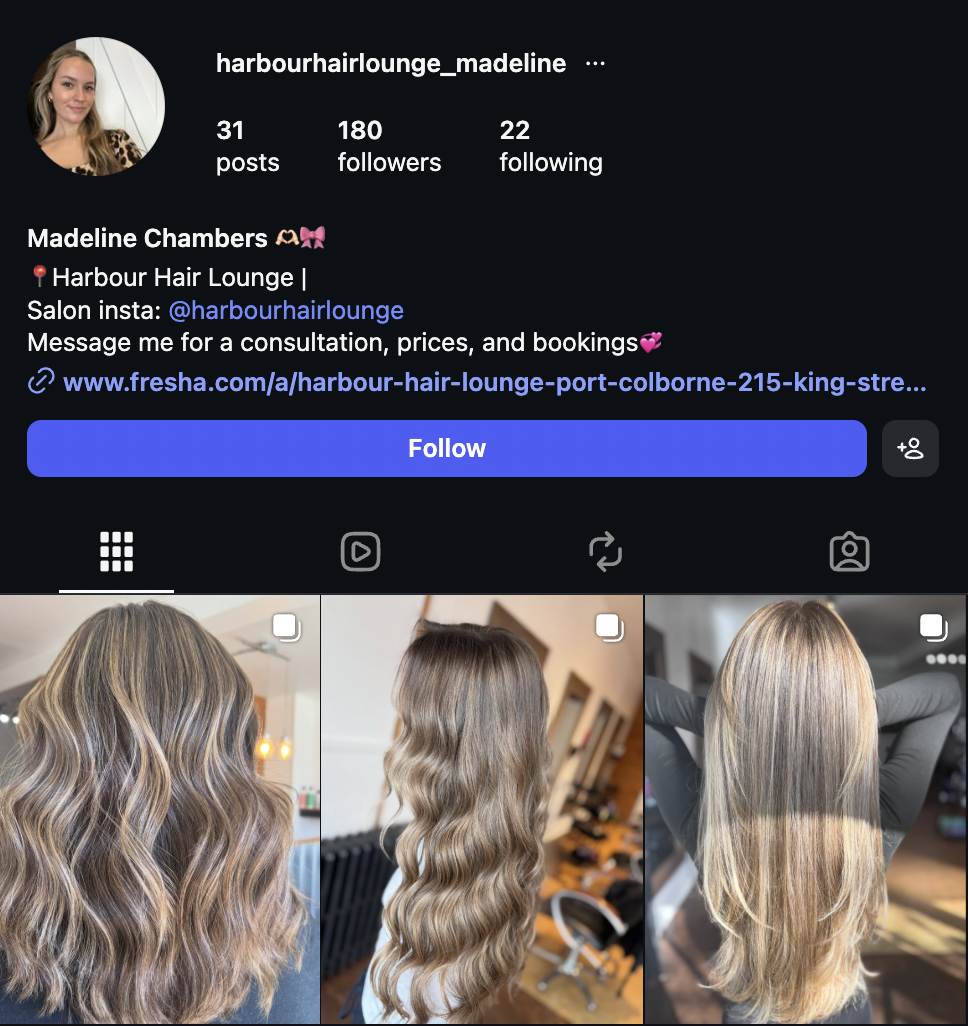 harbourhairlounge_madeline ...
31 180 22
posts followers following
Madeline Chambers 🫶🏻🎀
📍Harbour Hair Lounge |
Salon insta: @harbourhairlounge
Message me for a consultation, prices, and bookings💞
www.fresha.com/a/harbour-hair-lounge-port-colborne-215-king-stre...
Follow